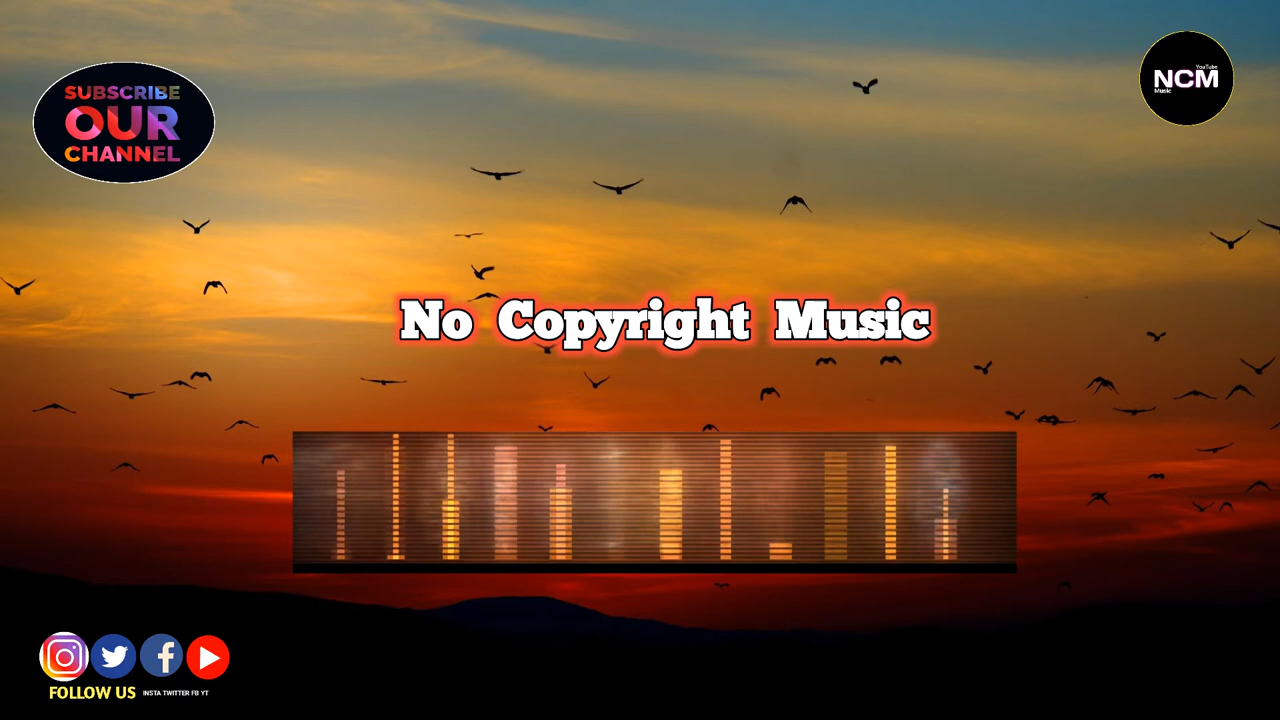 SUBSCRIBE
OUR
CHANNEL
YouTube
NCM
Music
No Copyright Music
FOLLOW US INSTA TWITTER FB YT